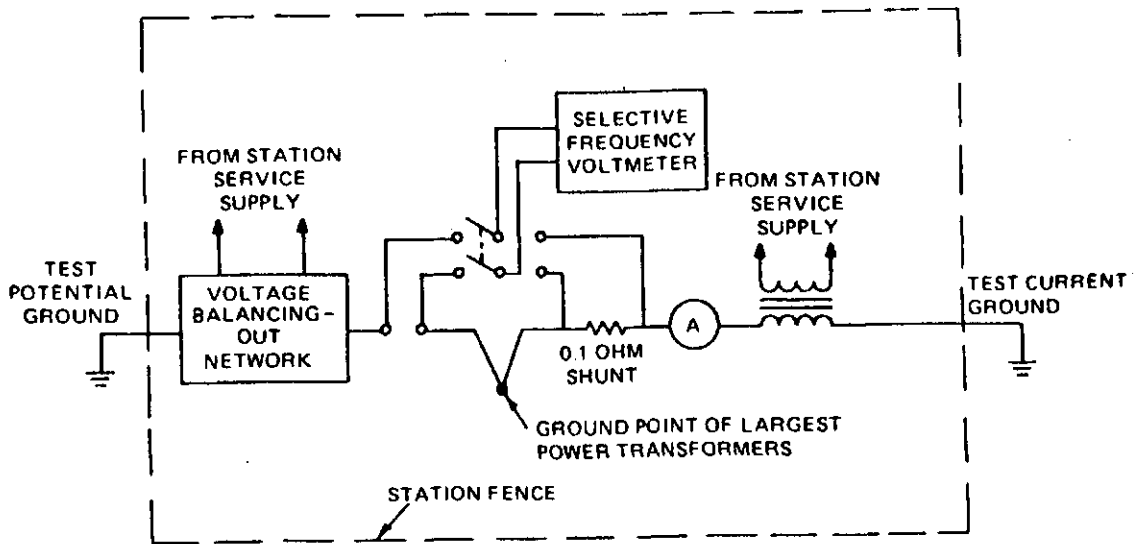 SELECTIVE
FREQUENCY
VOLTMETER
FROM STATION
SERVICE
SUPPLY
FROM STATION
SERVICE
SUPPLY
TEST
POTENTIAL
GROUND
VOLTAGE
BALANCING-
OUT
NETWORK
A
TEST CURRENT
GROUND
0.1 OHM
SHUNT
GROUND POINT OF LARGEST
POWER TRANSFORMERS
STATION FENCE